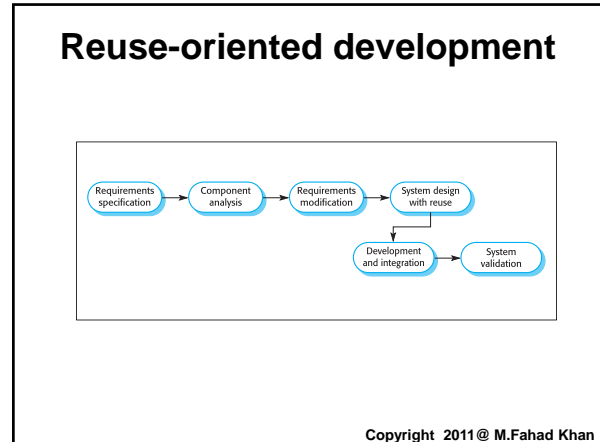 Reuse-oriented development
Requirements
specification
Component
analysis
Requirements
modification
System design
with reuse
Development
and integration
System
validation
Copyright 2011@ M.Fahad Khan